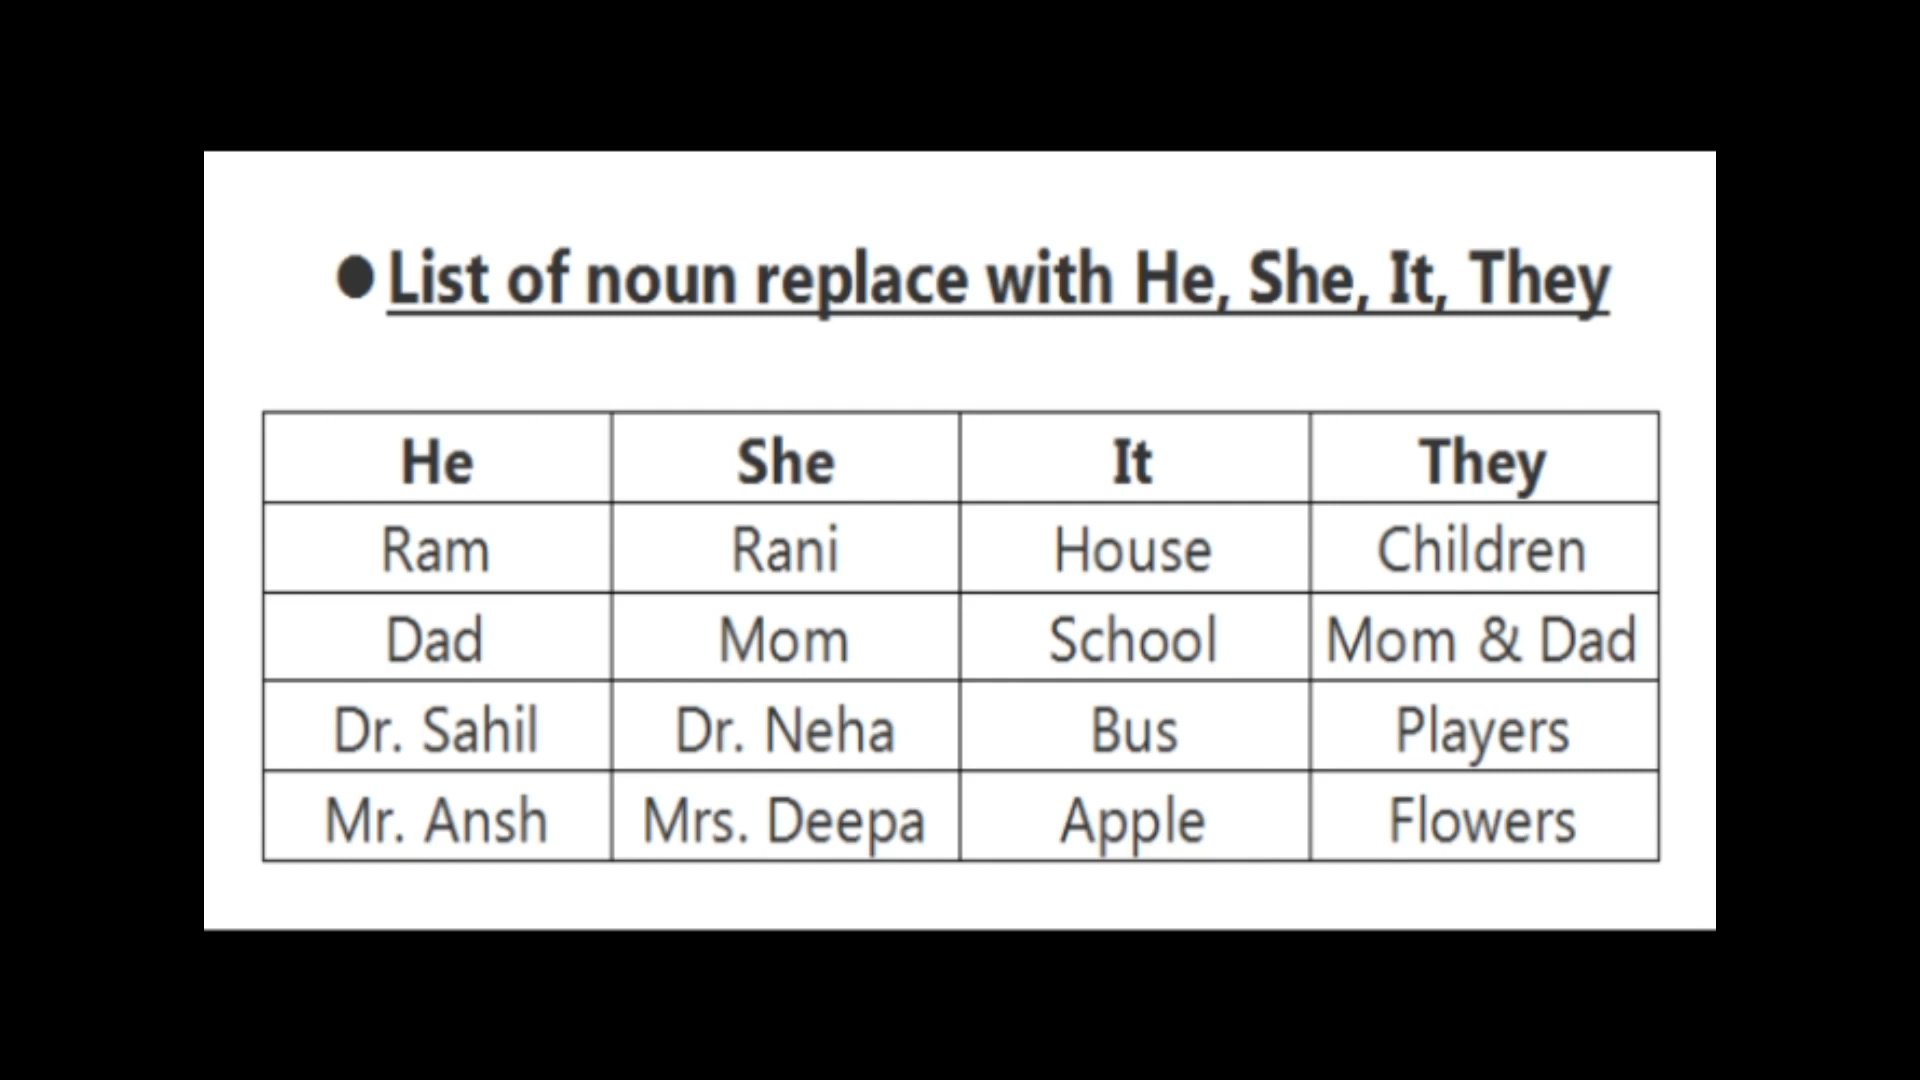 ● List of noun replace with He, She, It, They
He She It They
Ram Rani House Children
Dad Mom School Mom & Dad
Dr. Sahil Dr. Neha Bus Players
Mr. Ansh Mrs. Deepa Apple Flowers